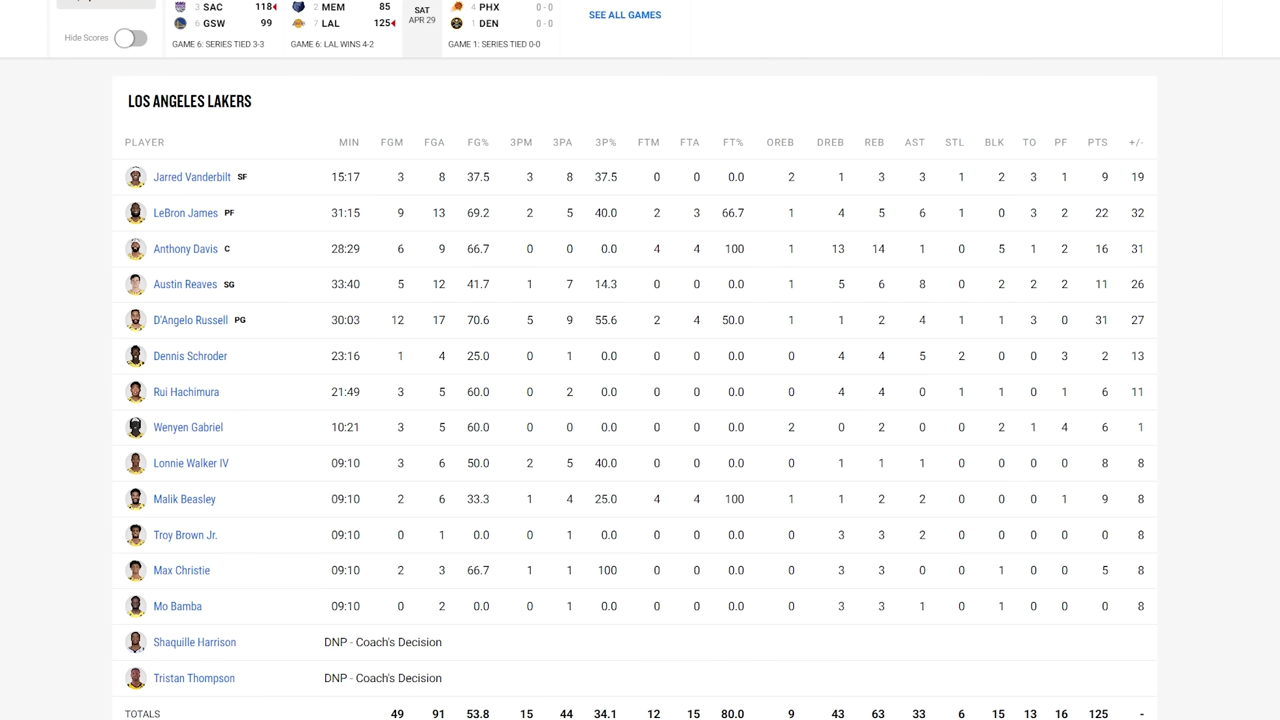 3 SAC 118
6 GSW 99
GAME 6: SERIES TIED 3-3
2 MEM 85
7 LAL 125
GAME 6: LAL WINS 4-2
SAT
APR 29
4 PHX 0 - 0
1 DEN 0 - 0
GAME 1: SERIES TIED 0-0
SEE ALL GAMES
Hide Scores
LOS ANGELES LAKERS
PLAYER MIN FGM FGA FG% 3PM 3PA 3P% FTM FTA FT% OREB DREB REB AST STL BLK TO PF PTS +/-
Jarred Vanderbilt SF 15:17 3 8 37.5 3 8 37.5 0 0 0.0 2 1 3 3 1 2 3 1 9 19
LeBron James PF 31:15 9 13 69.2 2 5 40.0 2 3 66.7 1 4 5 6 1 0 3 2 22 32
Anthony Davis C 28:29 6 9 66.7 0 0 0.0 4 4 100 1 13 14 1 0 5 1 2 16 31
Austin Reaves SG 33:40 5 12 41.7 1 7 14.3 0 0 0.0 1 5 6 8 0 2 2 2 11 26
D'Angelo Russell PG 30:03 12 17 70.6 5 9 55.6 2 4 50.0 1 1 2 4 1 1 3 0 31 27
Dennis Schroder 23:16 1 4 25.0 0 1 0.0 0 0 0.0 0 4 4 5 2 0 0 3 2 13
Rui Hachimura 21:49 3 5 60.0 0 2 0.0 0 0 0.0 0 4 4 0 1 1 0 1 6 11
Wenyen Gabriel 10:21 3 5 60.0 0 0 0.0 0 0 0.0 2 0 2 0 0 2 1 4 6 1
Lonnie Walker IV 09:10 3 6 50.0 2 5 40.0 0 0 0.0 0 1 1 1 0 0 0 0 8 8
Malik Beasley 09:10 2 6 33.3 1 4 25.0 4 4 100 1 1 2 2 0 0 0 1 9 8
Troy Brown Jr. 09:10 0 1 0.0 0 1 0.0 0 0 0.0 0 3 3 2 0 0 0 0 0 8
Max Christie 09:10 2 3 66.7 1 1 100 0 0 0.0 0 3 3 0 0 1 0 0 5 8
Mo Bamba 09:10 0 2 0.0 0 1 0.0 0 0 0.0 0 3 3 1 0 1 0 0 0 8
Shaquille Harrison DNP - Coach's Decision
Tristan Thompson DNP - Coach's Decision
TOTALS 49 91 53.8 15 44 34.1 12 15 80.0 9 43 63 33 6 15 13 16 125 -